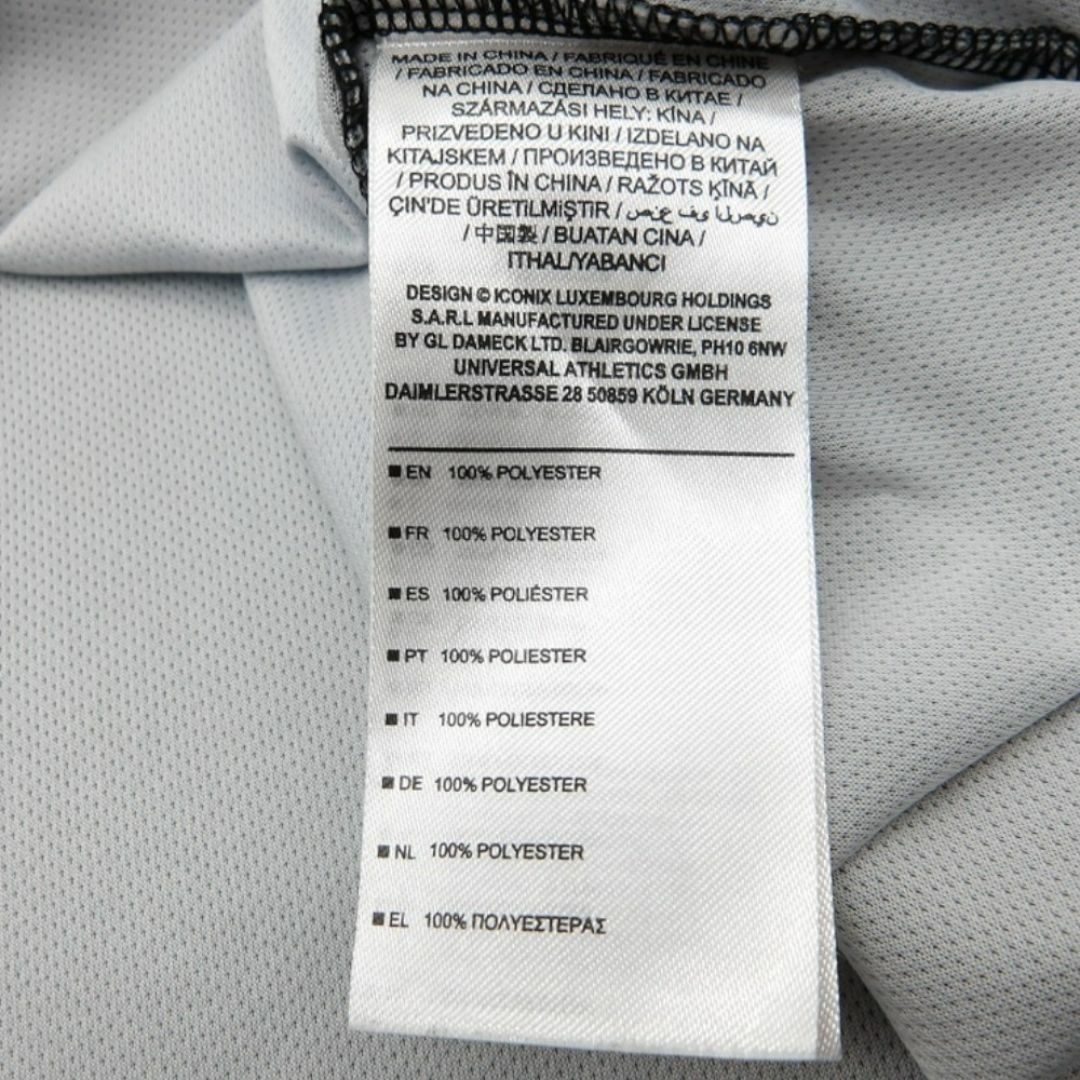 MADE IN CHINA / FABRIQUÉ EN CHINE
/ FABRICADO EN CHINA / FABRICADO
NA CHINA / СДЕЛАНО В КИТАЕ /
SZÁRMAZÁSI HELY: KÍNA /
PRIZVEDENO U KINI / IZDELANO NA
KITAJSKEM / ПРОИЗВЕДЕНО В КИТАЙ
/ PRODUS ÎN CHINA / RAŽOTS ĶĪNĀ /
ÇIN'DE ÜRETILMIŞTIR / صنع في الصين
/ 中国製 / BUATAN CINA /
ITHAL/YABANCI
DESIGN © ICONIX LUXEMBOURG HOLDINGS
S.A.R.L MANUFACTURED UNDER LICENSE
BY GL DAMECK LTD. BLAIRGOWRIE, PH10 6NW
UNIVERSAL ATHLETICS GMBH
DAIMLERSTRASSE 28 50859 KÖLN GERMANY
■ EN 100% POLYESTER
■ FR 100% POLYESTER
■ ES 100% POLIÉSTER
■ PT 100% POLIESTER
■ IT 100% POLIESTERE
■ DE 100% POLYESTER
■ NL 100% POLYESTER
■ EL 100% ΠΟΛΥΕΣΤΕΡΑΣ